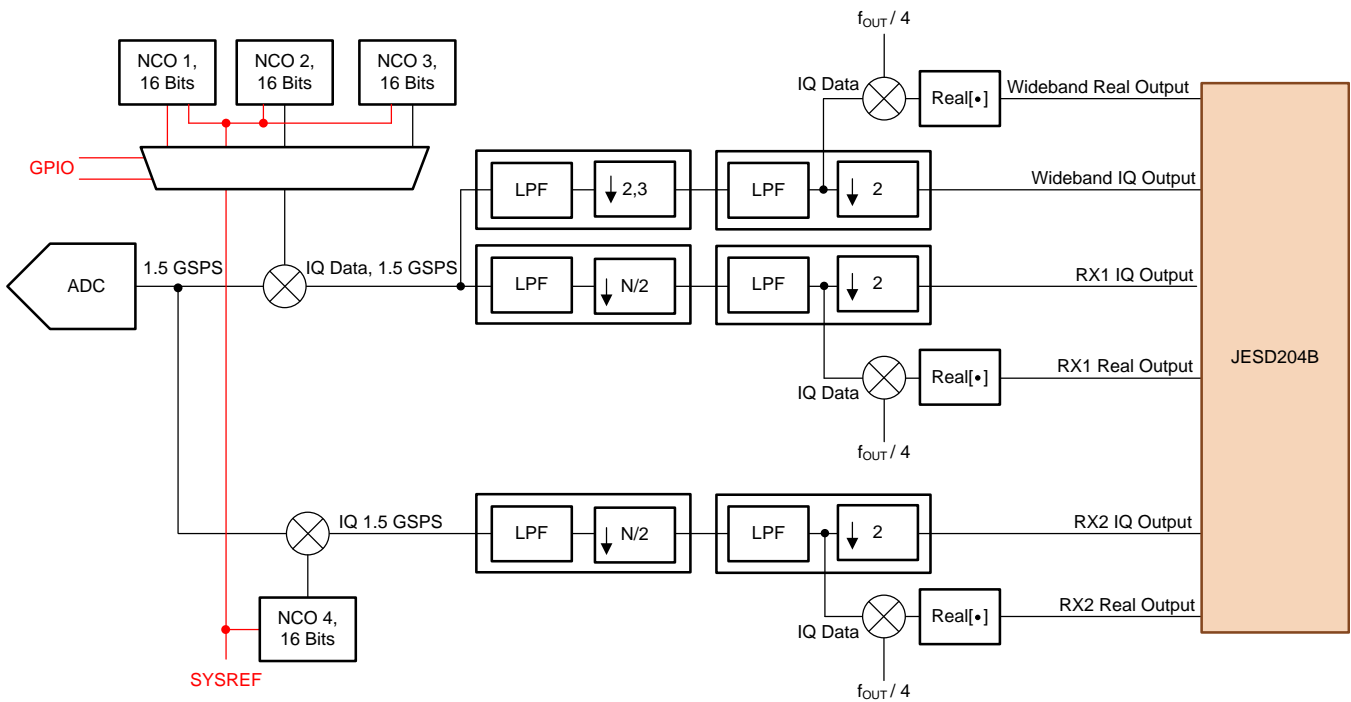 f_OUT / 4
NCO 1,
16 Bits
NCO 2,
16 Bits
NCO 3,
16 Bits
IQ Data
Real[•]
Wideband Real Output
GPIO
LPF
2,3
LPF
2
Wideband IQ Output
ADC
1.5 GSPS
IQ Data, 1.5 GSPS
LPF
N/2
LPF
2
RX1 IQ Output
JESD204B
IQ Data
Real[•]
RX1 Real Output
f_OUT / 4
IQ 1.5 GSPS
LPF
N/2
LPF
2
RX2 IQ Output
NCO 4,
16 Bits
IQ Data
Real[•]
RX2 Real Output
SYSREF
f_OUT / 4